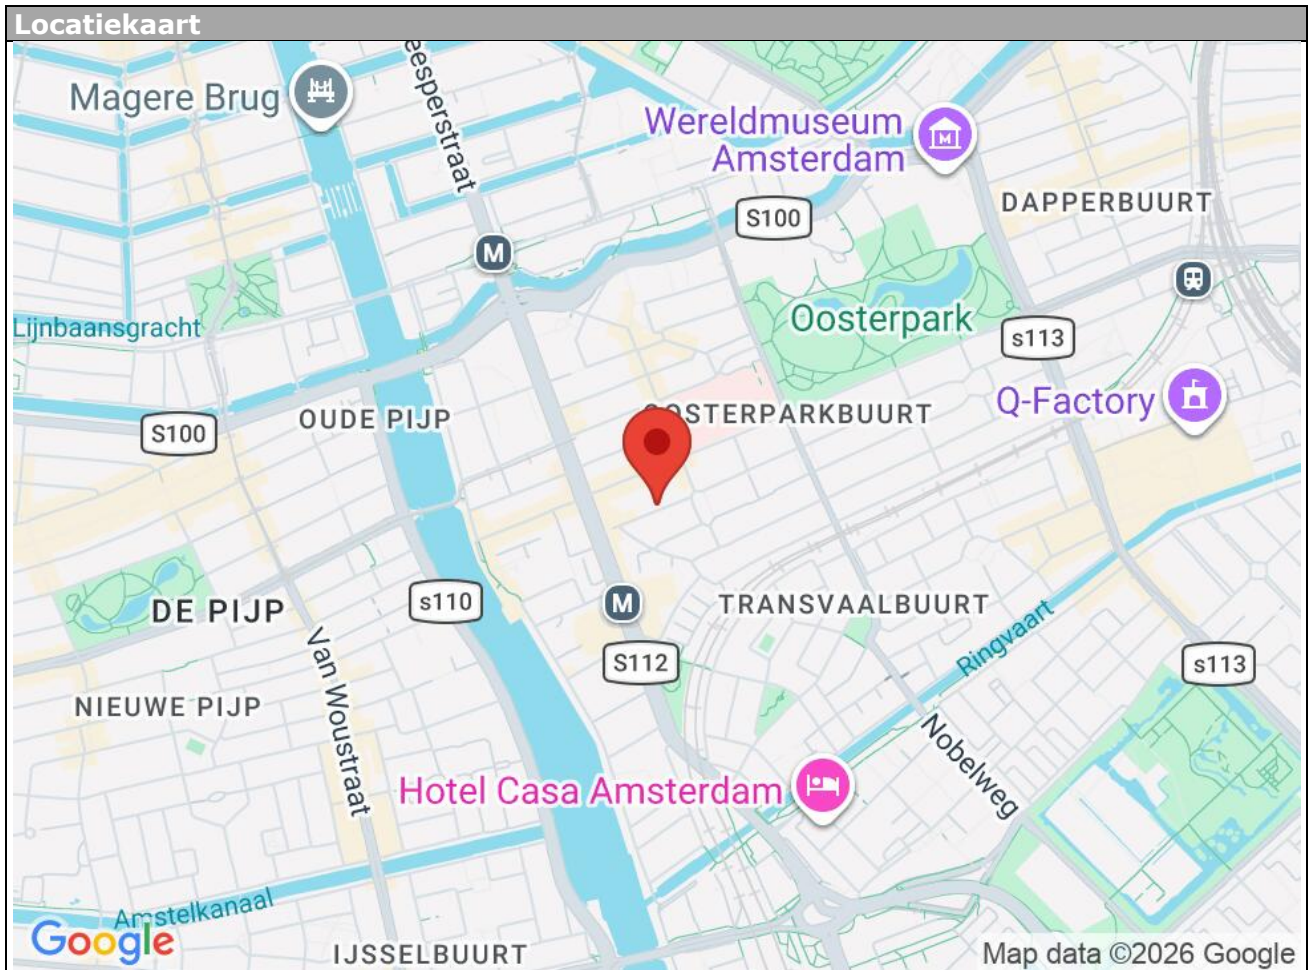 Locatiekaart
eesperstraat
Magere Brug
Wereldmuseum
Amsterdam
DAPPERBUURT
S100
M
Lijnbaansgracht
Oosterpark
s113
Q-Factory
OUDE PIJP
OOSTERPARKBUURT
S100
DE PIJP
s110
M
TRANSVAALBUURT
Ringvaart
S112
s113
NIEUWE PIJP
Van Woustraat
Nobelweg
Hotel Casa Amsterdam
Amstelkanaal
Google
IJSSELBUURT
Map data ©2026 Google